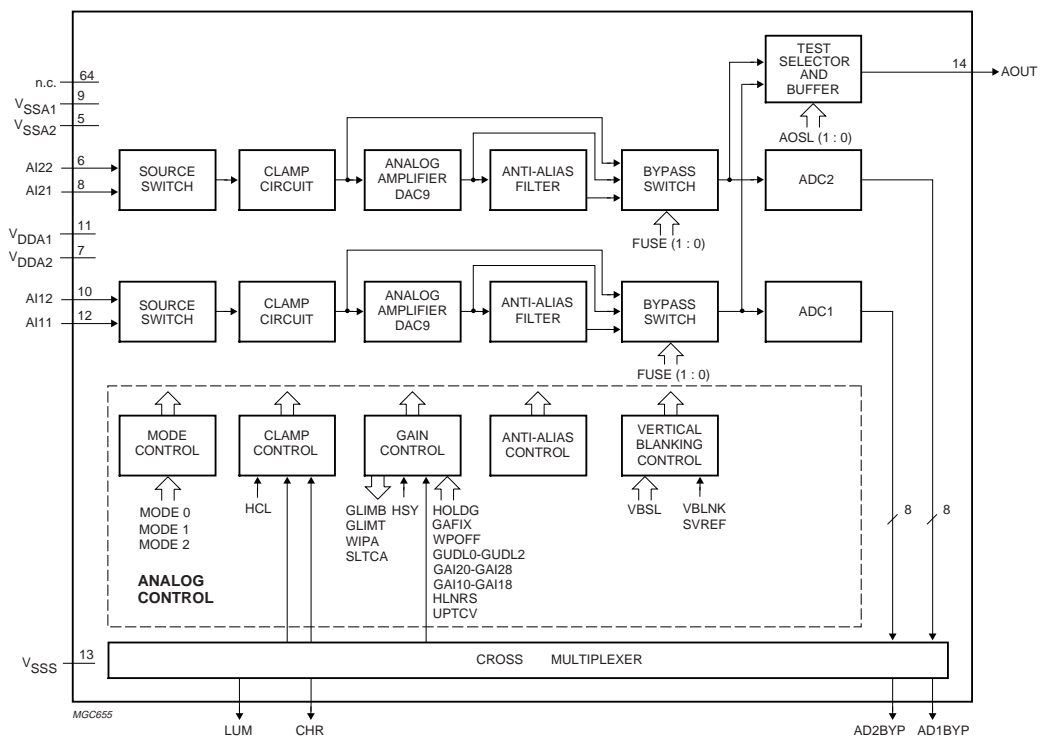 TEST
SELECTOR
AND
BUFFER
14
AOUT
n.c.
64
VSSA1
9
VSSA2
5
AOSL (1 : 0)
AI22
6
AI21
8
SOURCE
SWITCH
CLAMP
CIRCUIT
ANALOG
AMPLIFIER
DAC9
ANTI-ALIAS
FILTER
BYPASS
SWITCH
ADC2
FUSE (1 : 0)
VDDA1
11
VDDA2
7
AI12
10
AI11
12
SOURCE
SWITCH
CLAMP
CIRCUIT
ANALOG
AMPLIFIER
DAC9
ANTI-ALIAS
FILTER
BYPASS
SWITCH
ADC1
FUSE (1 : 0)
MODE
CONTROL
CLAMP
CONTROL
GAIN
CONTROL
ANTI-ALIAS
CONTROL
VERTICAL
BLANKING
CONTROL
MODE 0
MODE 1
MODE 2
HCL
GLIMB
GLIMT
WIPA
SLTCA
HSY
HOLDG
GAFIX
WPOFF
GUDL0-GUDL2
GAI20-GAI28
GAI10-GAI18
HLNRS
UPTCV
VBSL
VBLNK
SVREF
8
8
ANALOG
CONTROL
VSSS
13
CROSS MULTIPLEXER
MGC655
LUM
CHR
AD2BYP
AD1BYP